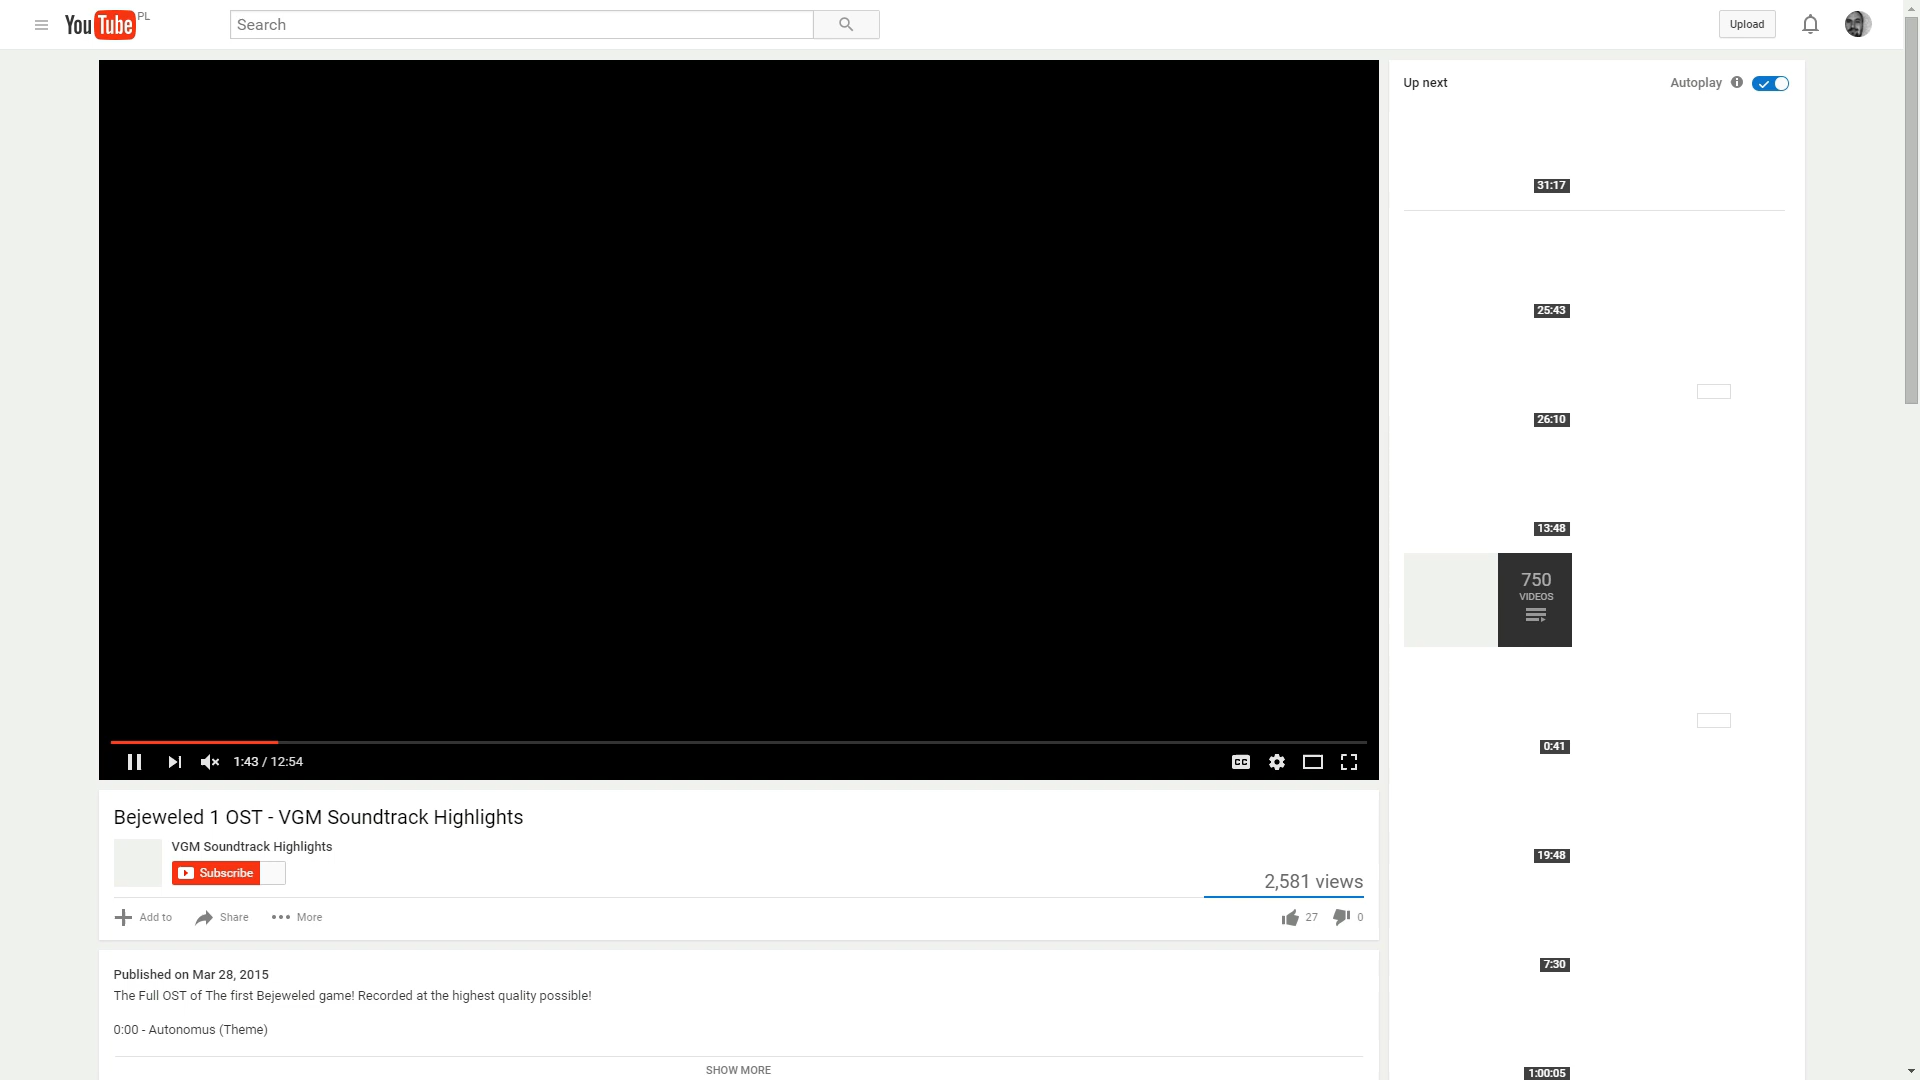 YouTube PL
Search
Upload
Up next
Autoplay
31:17
25:43
26:10
13:48
750
VIDEOS
0:41
19:48
7:30
1:00:05
1:43 / 12:54
CC
Bejeweled 1 OST - VGM Soundtrack Highlights
VGM Soundtrack Highlights
Subscribe
2,581 views
Add to
Share
More
27
0
Published on Mar 28, 2015
The Full OST of The first Bejeweled game! Recorded at the highest quality possible!
0:00 - Autonomus (Theme)
SHOW MORE